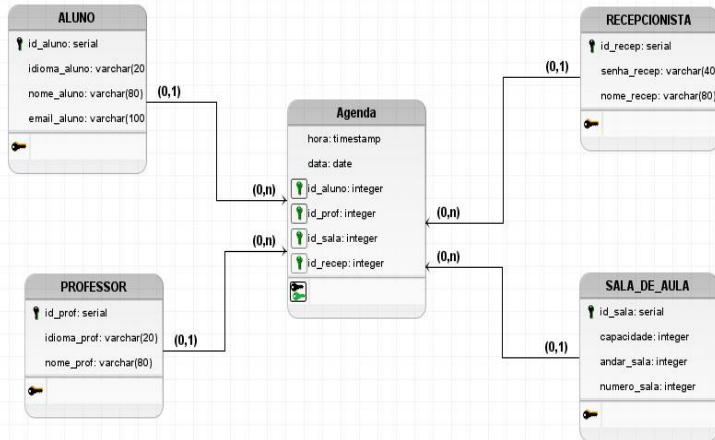 ALUNO
id_aluno: serial
idioma_aluno: varchar(20
nome_aluno: varchar(80)
email_aluno: varchar(100
(0,1)
(0,n)
Agenda
hora: timestamp
data: date
id_aluno: integer
id_prof: integer
id_sala: integer
id_recep: integer
RECEPCIONISTA
id_recep: serial
senha_recep: varchar(40
nome_recep: varchar(80)
(0,1)
(0,n)
PROFESSOR
id_prof: serial
idioma_prof: varchar(20)
nome_prof: varchar(80)
(0,1)
(0,n)
SALA_DE_AULA
id_sala: serial
capacidade: integer
andar_sala: integer
numero_sala: integer
(0,1)
(0,n)